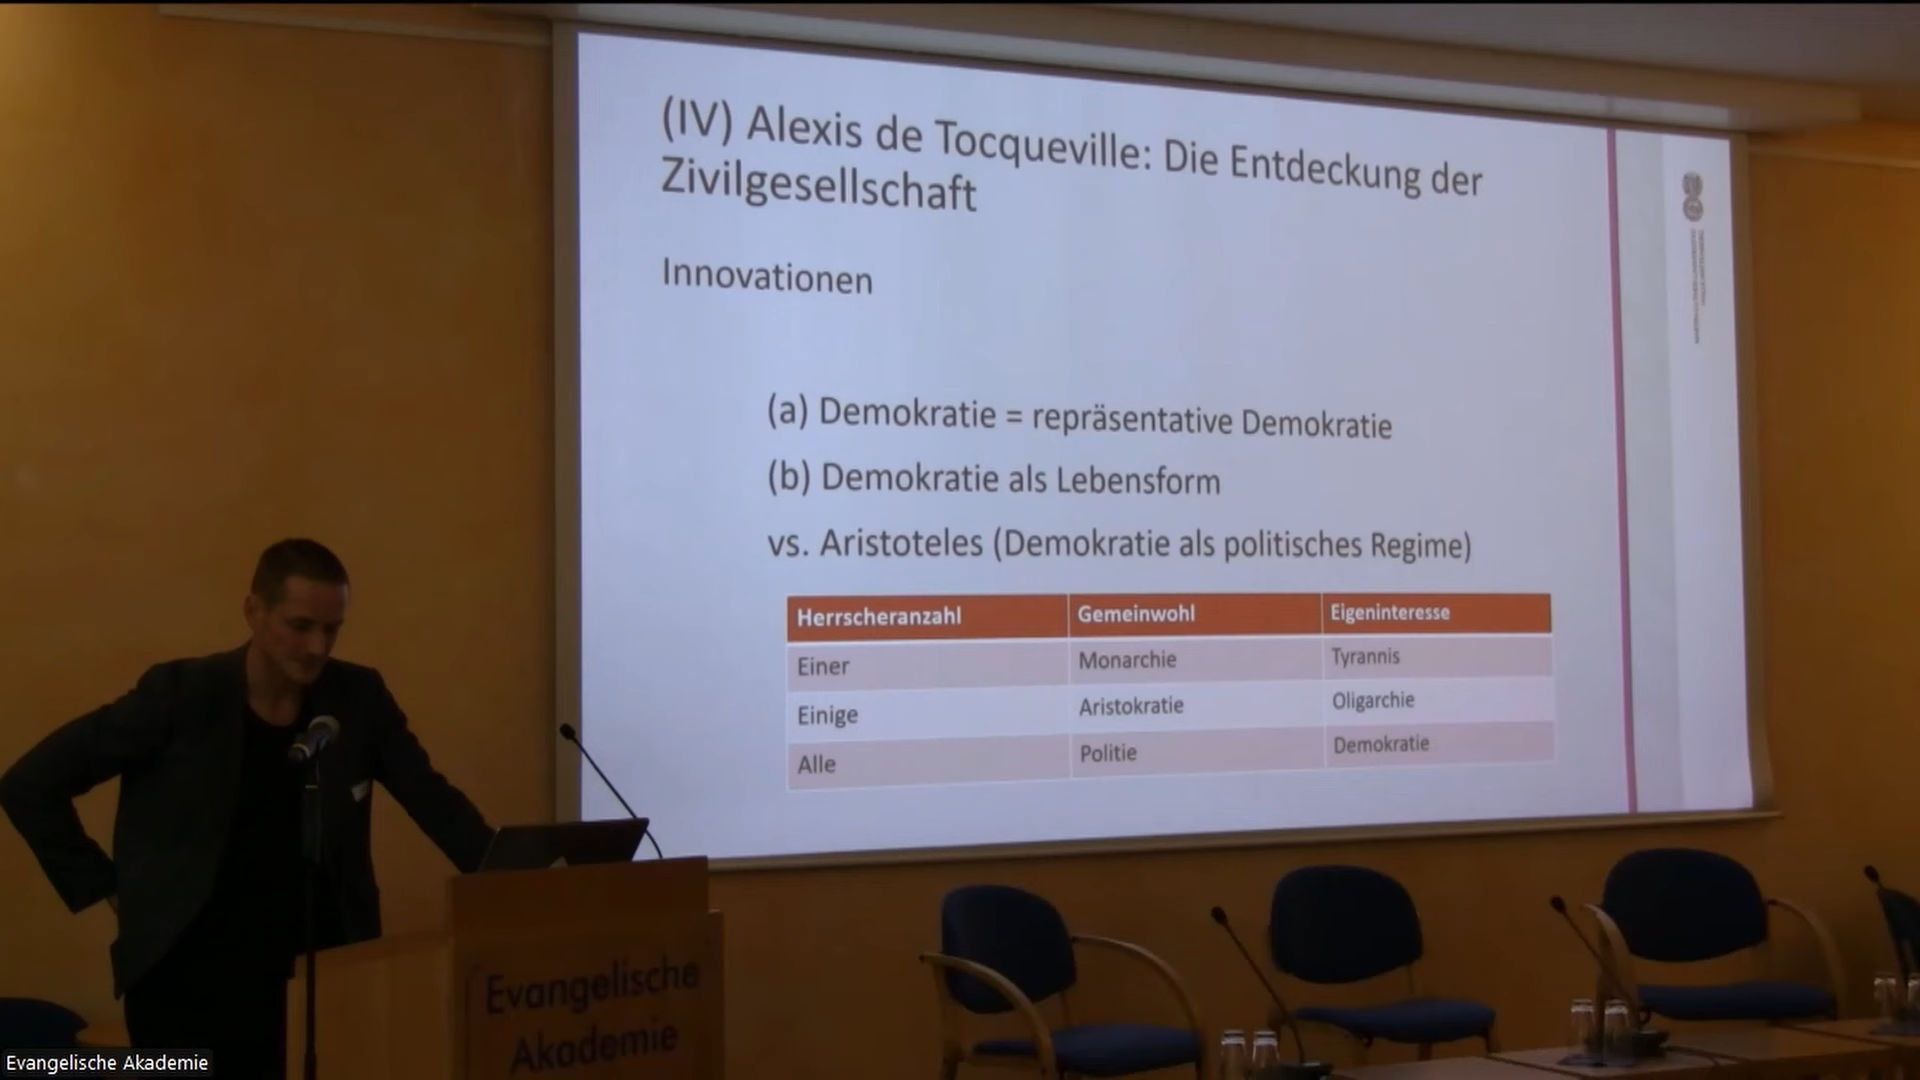 (IV) Alexis de Tocqueville: Die Entdeckung der
Zivilgesellschaft
Innovationen
(a) Demokratie = repräsentative Demokratie
(b) Demokratie als Lebensform
vs. Aristoteles (Demokratie als politisches Regime)
Herrscheranzahl Gemeinwohl Eigeninteresse
Einer Monarchie Tyrannis
Einige Aristokratie Oligarchie
Alle Politie Demokratie
Evangelische
Akademie
Evangelische Akademie